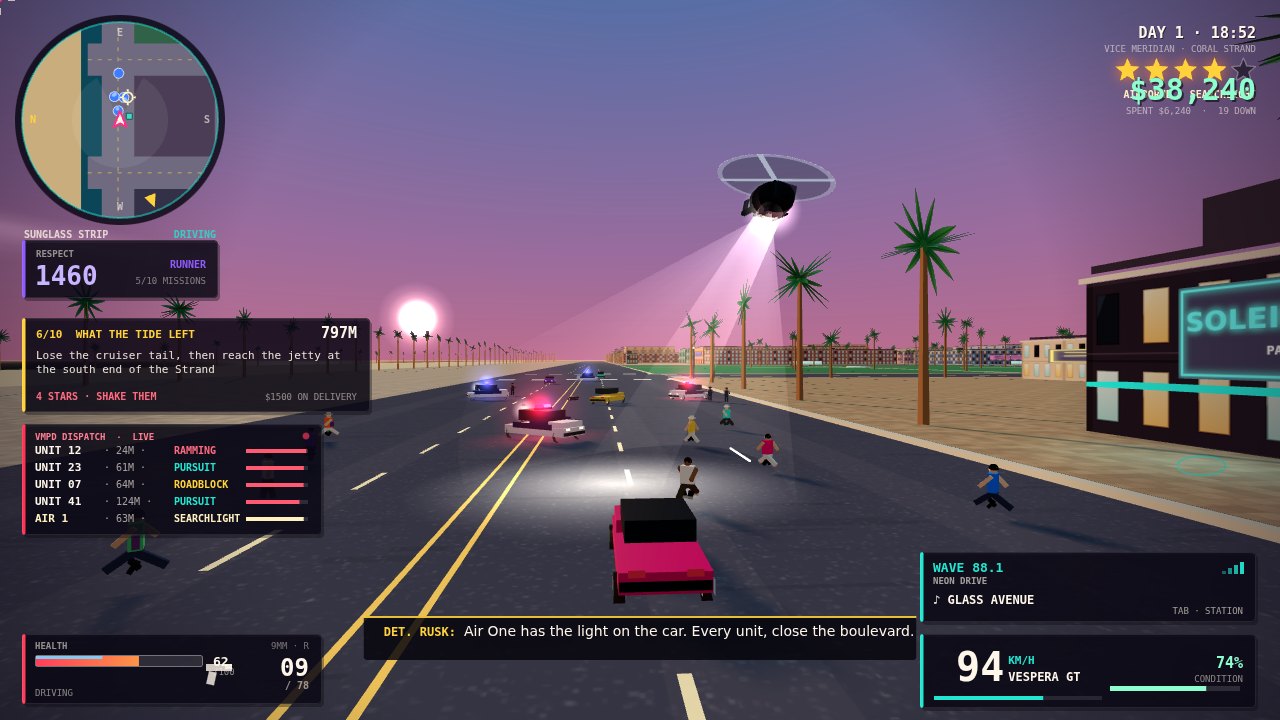 DAY 1 · 18:52
VICE MERIDIAN · CORAL STRAND
$38,240
SPENT $6,240 · 19 DOWN
E
N
S
W
SUNGLASS STRIP DRIVING
RESPECT
1460
RUNNER
5/10 MISSIONS
6/10 WHAT THE TIDE LEFT 797M
Lose the cruiser tail, then reach the jetty at
the south end of the Strand
4 STARS · SHAKE THEM $1500 ON DELIVERY
VMPD DISPATCH · LIVE
UNIT 12 · 24M · RAMMING
UNIT 23 · 61M · PURSUIT
UNIT 07 · 64M · ROADBLOCK
UNIT 41 · 124M · PURSUIT
AIR 1 · 63M · SEARCHLIGHT
SOLEI
PA
WAVE 88.1
NEON DRIVE
♪ GLASS AVENUE
TAB · STATION
HEALTH
62
DRIVING
9MM · R
09
/ 78
DET. RUSK: Air One has the light on the car. Every unit, close the boulevard.
94 KM/H
VESPERA GT
74%
CONDITION